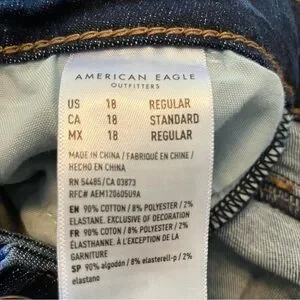 AMERICAN EAGLE
OUTFITTERS
US 18 REGULAR
CA 18 STANDARD
MX 18 REGULAR
MADE IN CHINA / FABRIQUÉ EN CHINE /
HECHO EN CHINA
RN 54485/CA 03873
RFC# AEM120605U9A
EN 90% COTTON / 8% POLYESTER / 2%
ELASTANE. EXCLUSIVE OF DECORATION
FR 90% COTON / 8% POLYESTER / 2%
ÉLASTHANNE. À L'EXCEPTION DE LA
GARNITURE
SP 90% algodón / 8% elasterell-p / 2%
elastano